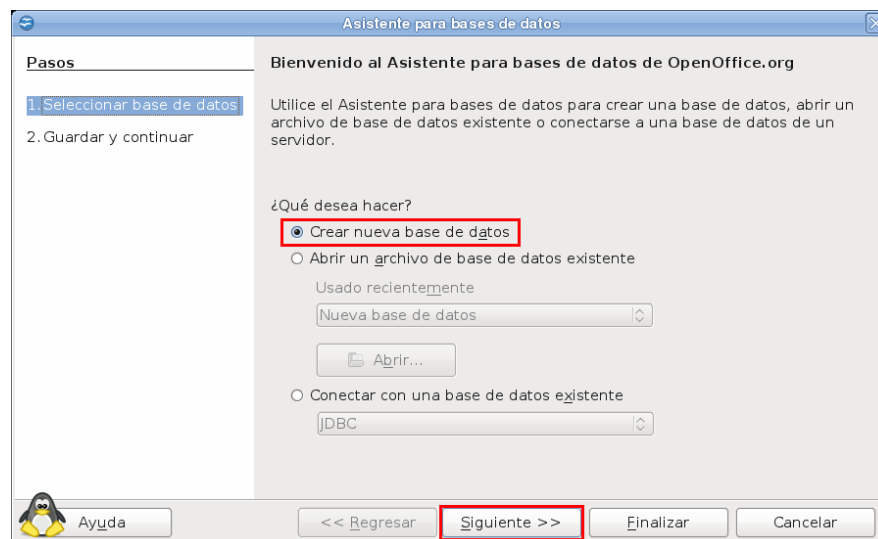 Asistente para bases de datos
Pasos
1. Seleccionar base de datos
2. Guardar y continuar
Bienvenido al Asistente para bases de datos de OpenOffice.org
Utilice el Asistente para bases de datos para crear una base de datos, abrir un
archivo de base de datos existente o conectarse a una base de datos de un
servidor.
¿Qué desea hacer?
Crear nueva base de datos
Abrir un archivo de base de datos existente
Usado recientemente
Nueva base de datos
Abrir...
Conectar con una base de datos existente
JDBC
Ayuda
<< Regresar
Siguiente >>
Finalizar
Cancelar